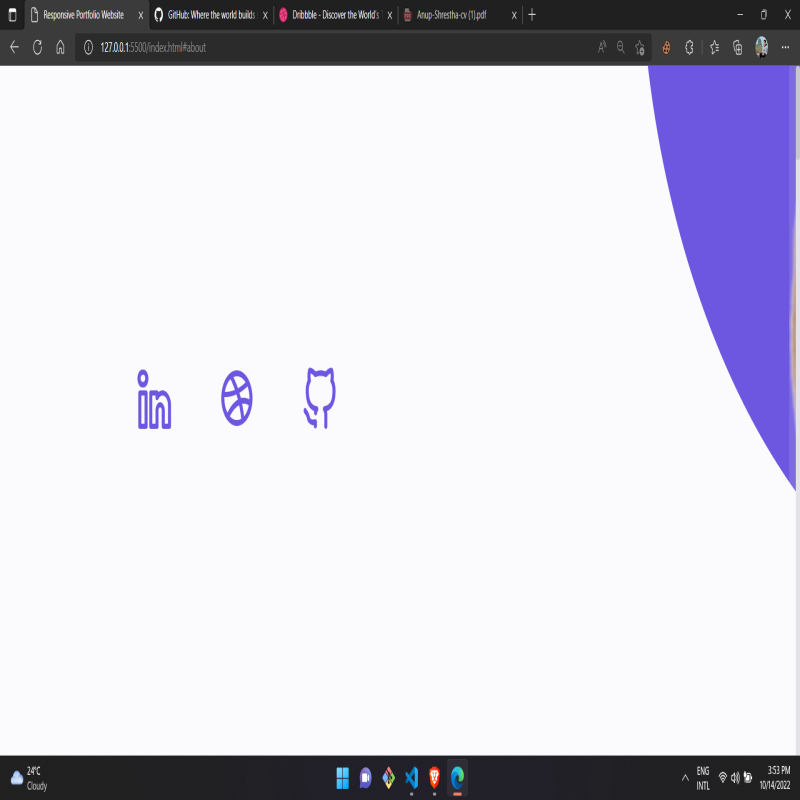 Responsive Portfolio Website
GitHub: Where the world builds
Dribbble - Discover the World's
Anup-Shrestha-cv (1).pdf
127.0.0.1:5500/index.html#about
in
24°C
Cloudy
ENG
INTL
3:53 PM
10/14/2022